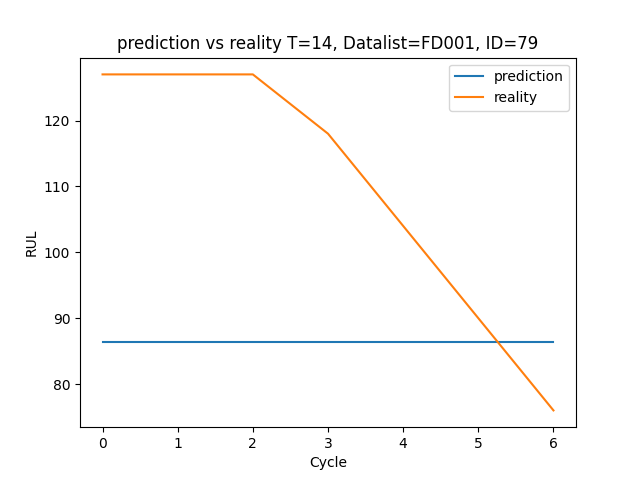 prediction vs reality T=14, Datalist=FD001, ID=79
prediction
reality
RUL
120
110
100
90
80
0 1 2 3 4 5 6
Cycle